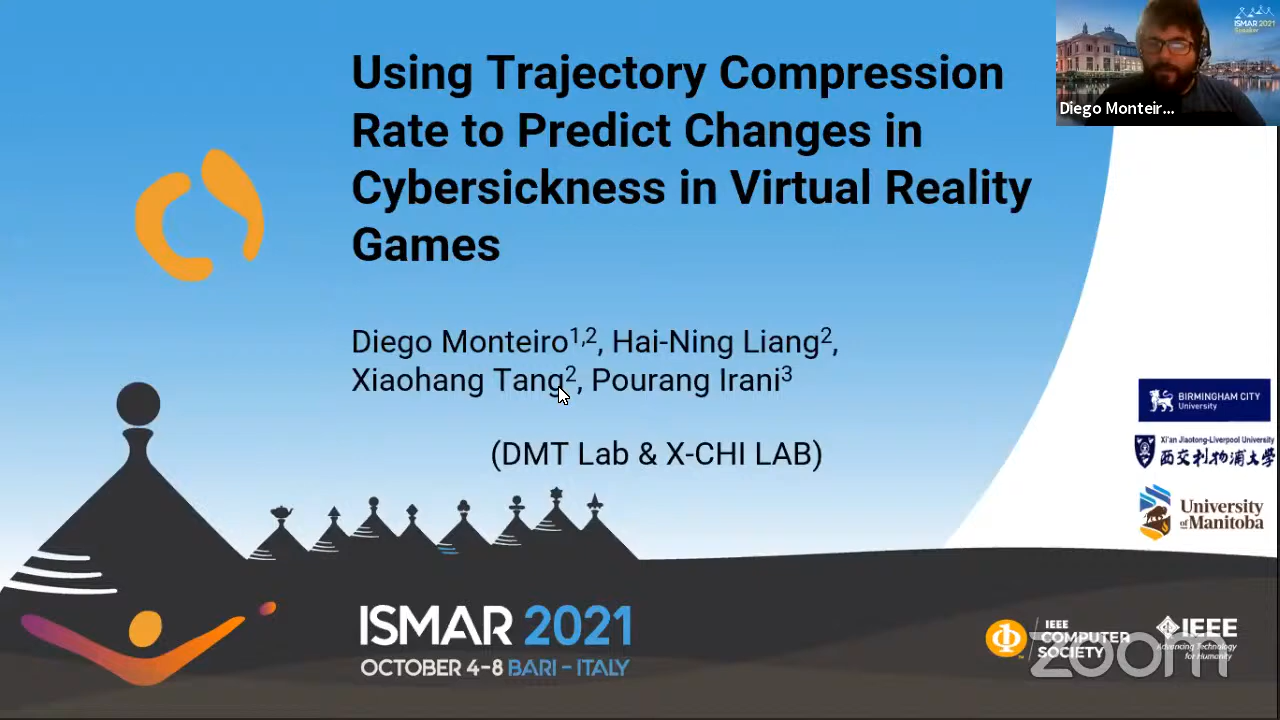 Using Trajectory Compression
Rate to Predict Changes in
Cybersickness in Virtual Reality
Games
Diego Monteiro1,2, Hai-Ning Liang2,
Xiaohang Tang2, Pourang Irani3
(DMT Lab & X-CHI LAB)
ISMAR 2021
Speaker
Diego Monteir...
BIRMINGHAM CITY
University
Xi'an Jiaotong-Liverpool University
西交利物浦大学
University
of Manitoba
ISMAR 2021
OCTOBER 4-8 BARI - ITALY
IEEE
COMPUTER
SOCIETY
IEEE
Advancing Technology
for Humanity
zoom